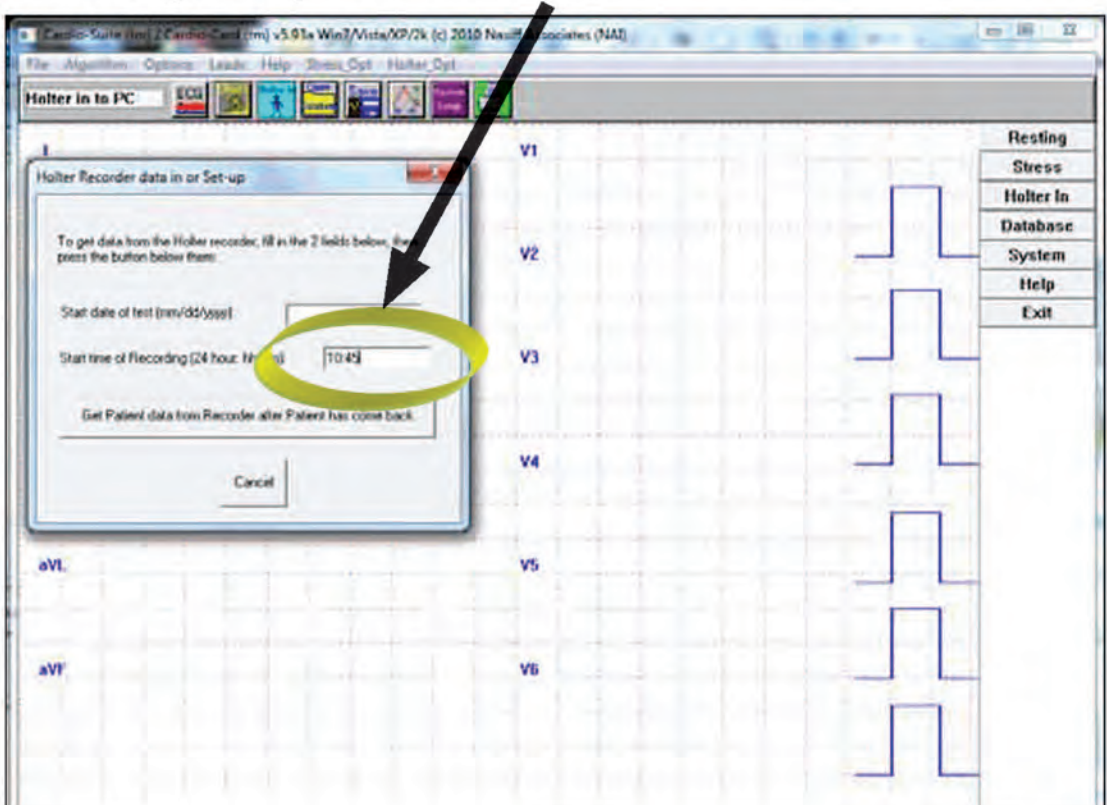 Cardio-Suite (tm) / Cardio-Card (tm) v5.91a Win7/Vista/XP/2k (c) 2010 Nasiff Associates (NAI)
File Algorithm Options Leads Help Stress_Opt Holter_Opt
Holter in to PC ECG
Resting
Stress
Holter In
Database
System
Help
Exit
I
V1
Holter Recorder data in or Set-up
To get data from the Holter recorder, fill in the 2 fields below, then
press the button below them:
V2
Start date of test (mm/dd/yyyy):
Start time of Recording (24 hour: 10:45
V3
Get Patient data from Recorder after Patient has come back.
V4
Cancel
aVL
V5
aVF
V6